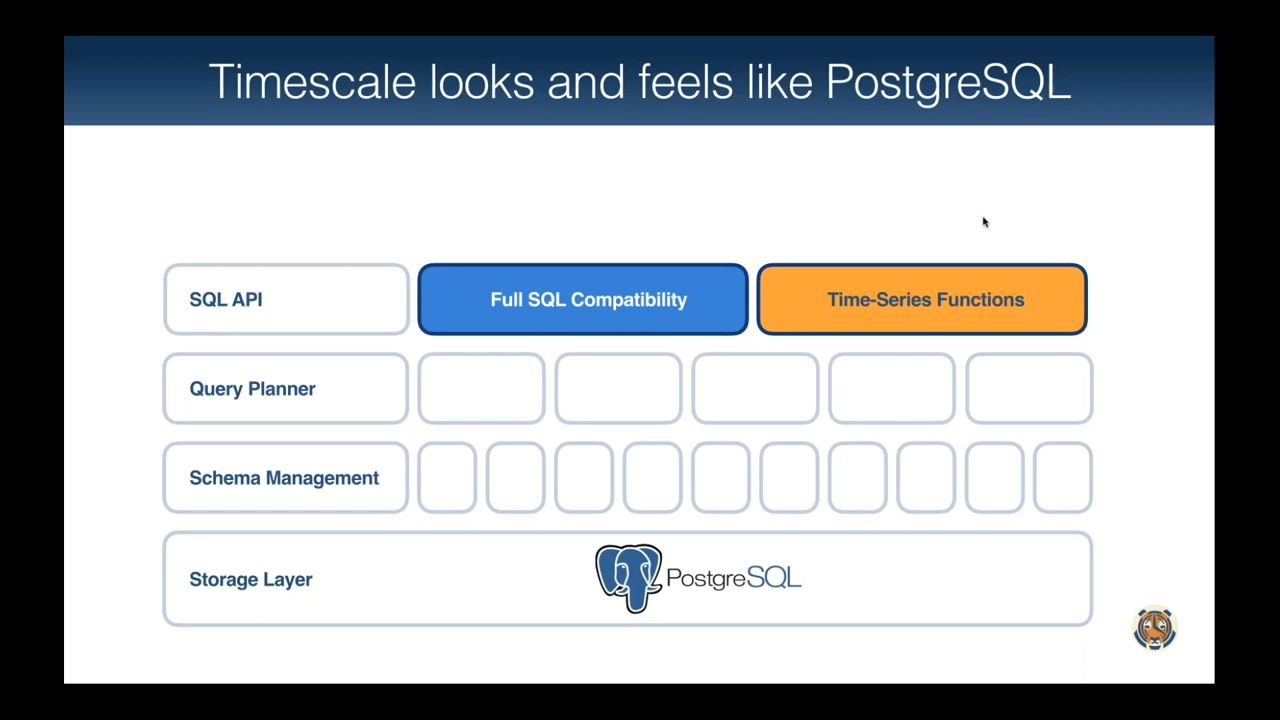 Timescale looks and feels like PostgreSQL
SQL API
Full SQL Compatibility
Time-Series Functions
Query Planner
Schema Management
Storage Layer
PostgreSQL